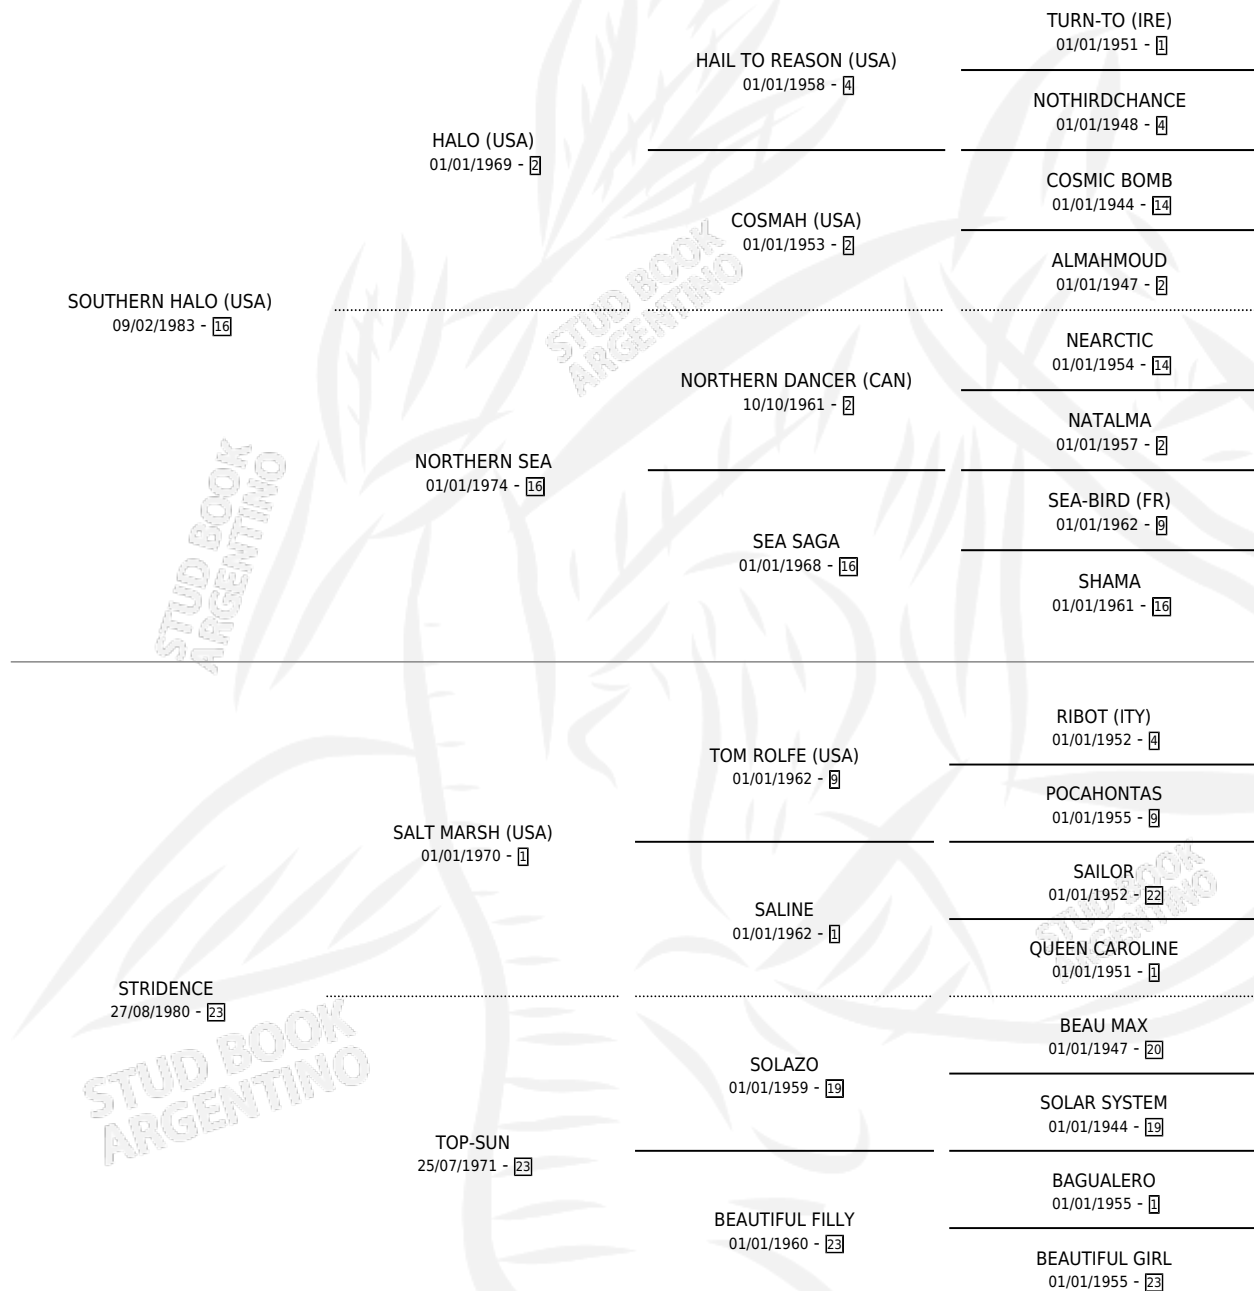 TURN-TO (IRE)
01/01/1951 - 1
HAIL TO REASON (USA)
01/01/1958 - 4
NOTHIRDCHANCE
01/01/1948 - 4
HALO (USA)
01/01/1969 - 2
COSMIC BOMB
01/01/1944 - 14
COSMAH (USA)
01/01/1953 - 2
ALMAHMOUD
01/01/1947 - 2
SOUTHERN HALO (USA)
09/02/1983 - 16
NEARCTIC
01/01/1954 - 14
NORTHERN DANCER (CAN)
10/10/1961 - 2
NATALMA
01/01/1957 - 2
NORTHERN SEA
01/01/1974 - 16
SEA-BIRD (FR)
01/01/1962 - 9
SEA SAGA
01/01/1968 - 16
SHAMA
01/01/1961 - 16
RIBOT (ITY)
01/01/1952 - 4
TOM ROLFE (USA)
01/01/1962 - 9
POCAHONTAS
01/01/1955 - 9
SALT MARSH (USA)
01/01/1970 - 1
SAILOR
01/01/1952 - 22
SALINE
01/01/1962 - 1
QUEEN CAROLINE
01/01/1951 - 1
STRIDENCE
27/08/1980 - 23
BEAU MAX
01/01/1947 - 20
SOLAZO
01/01/1959 - 19
SOLAR SYSTEM
01/01/1944 - 19
TOP-SUN
25/07/1971 - 23
BAGUALERO
01/01/1955 - 1
BEAUTIFUL FILLY
01/01/1960 - 23
BEAUTIFUL GIRL
01/01/1955 - 23
STUD BOOK
ARGENTINO
STUD BOOK
ARGENTINO
STUD BOOK
ARGENTINO
STUD BOOK
ARGENTINO